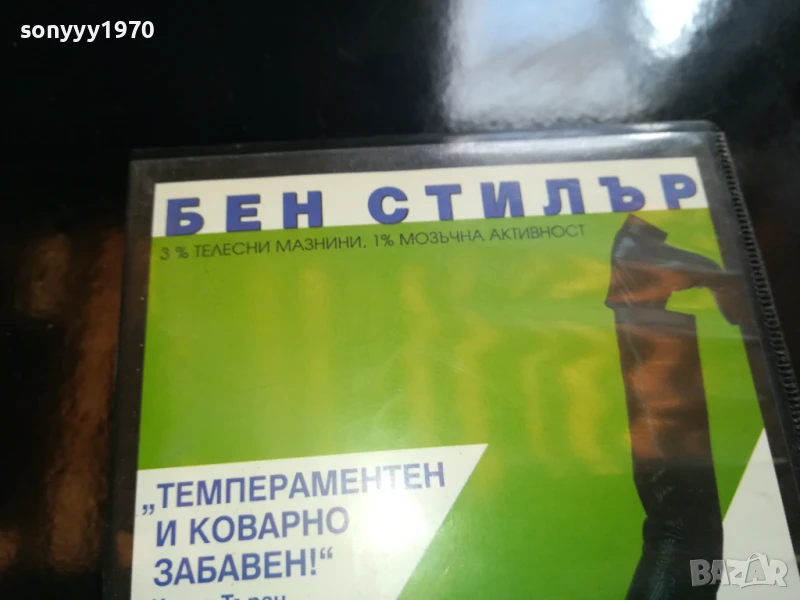 sonyyy1970
БЕН СТИЛЪР
3 % ТЕЛЕСНИ МАЗНИНИ, 1% МОЗЪЧНА АКТИВНОСТ
„ТЕМПЕРАМЕНТЕН
И КОВАРНО
ЗАБАВЕН!“
BAZAR